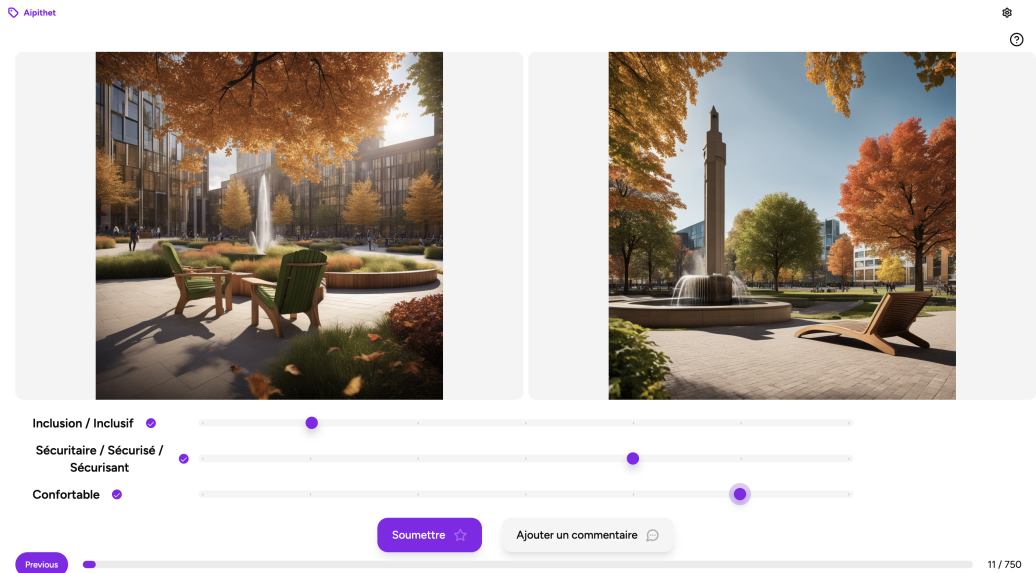 Aipithet
Inclusion / Inclusif
Sécuritaire / Sécurisé /
Sécurisant
Confortable
Soumettre
Ajouter un commentaire
Previous
11 / 750